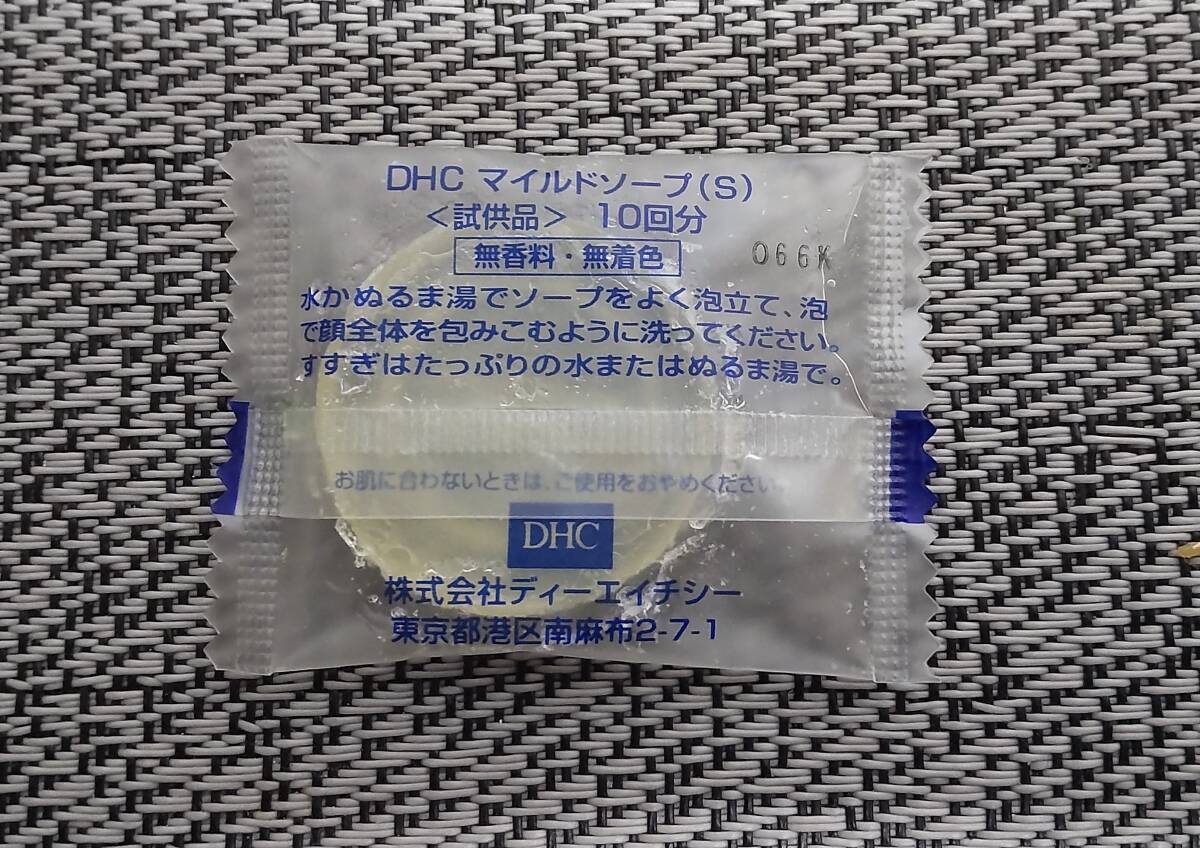 DHC マイルドソープ(S)
<試供品> 10回分
無香料・無着色
066K
水かぬるま湯でソープをよく泡立て、泡
で顔全体を包みこむように洗ってください。
すすぎはたっぷりの水またはぬるま湯で。
お肌に合わないときは、ご使用をおやめください。
DHC
株式会社ディーエイチシー
東京都港区南麻布2-7-1